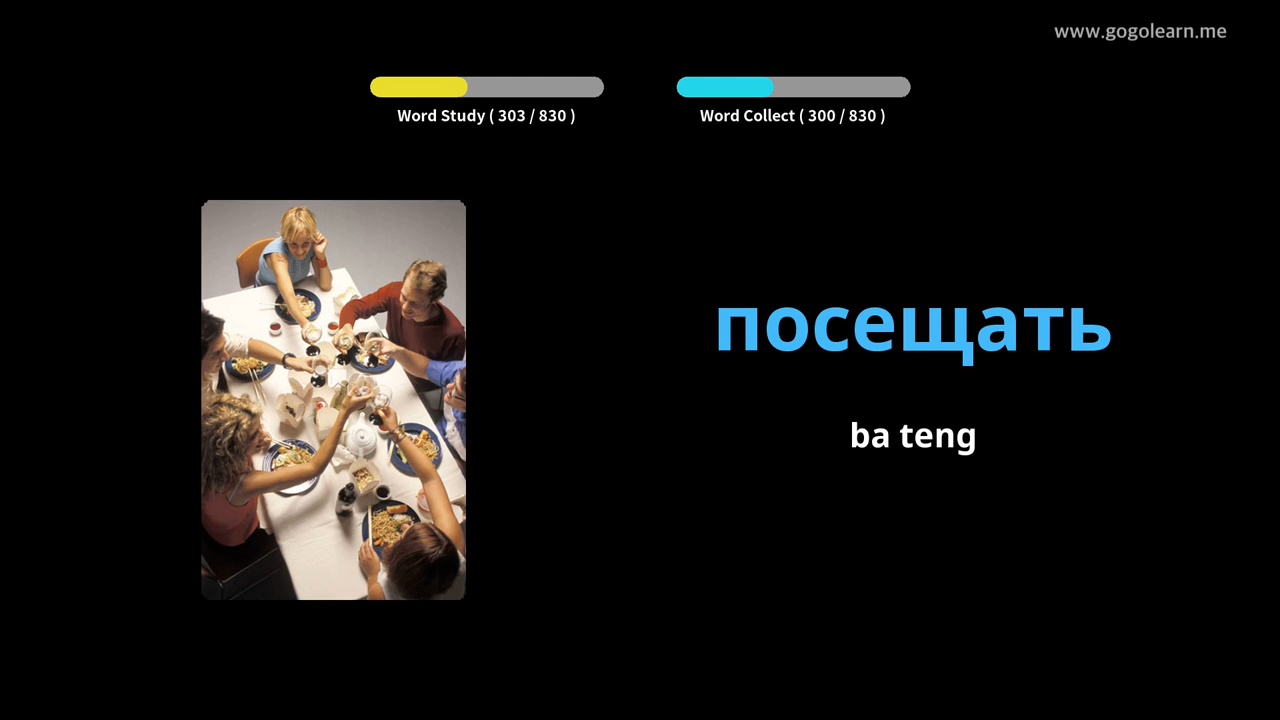 www.gogolearn.me
Word Study ( 303 / 830 )
Word Collect ( 300 / 830 )
посещать
ba teng